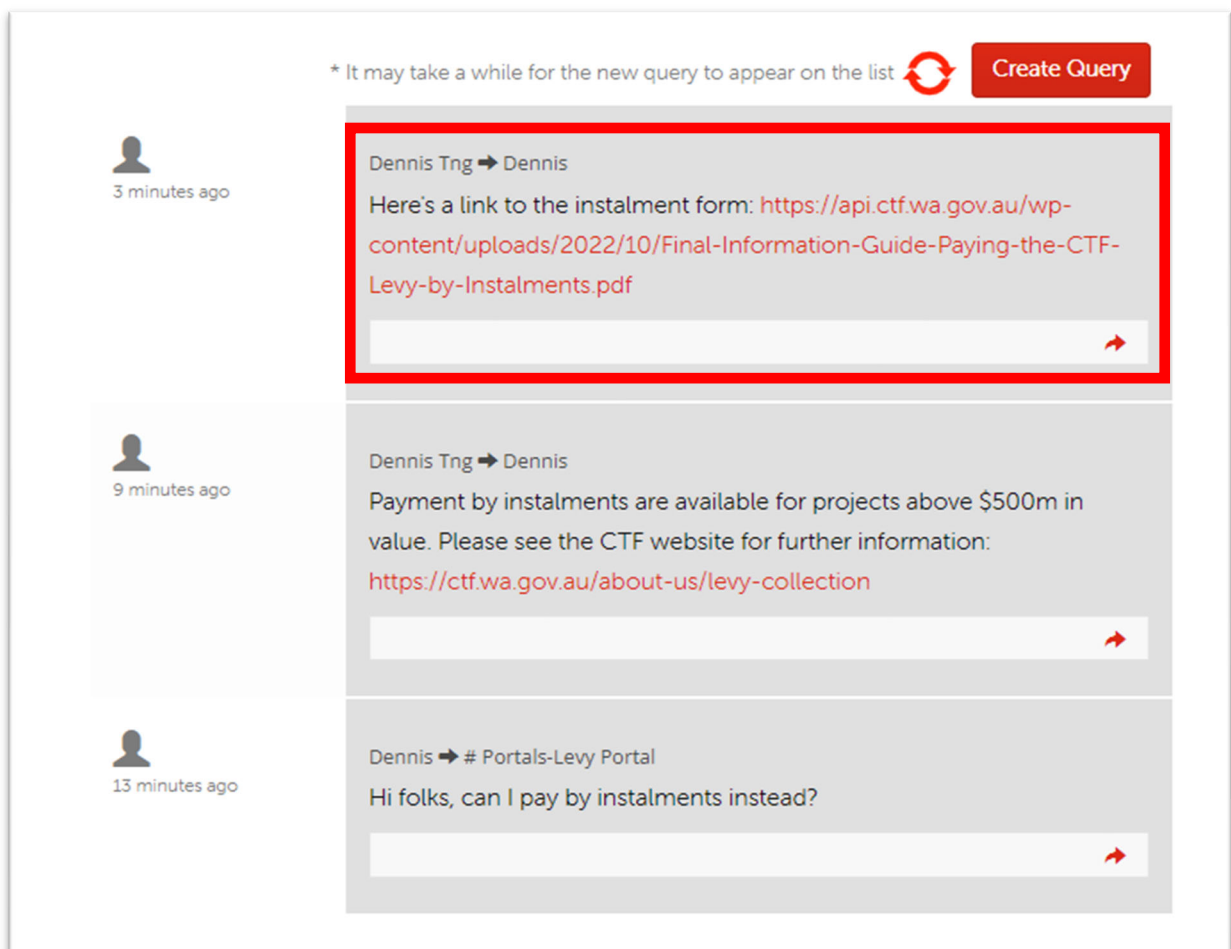 * It may take a while for the new query to appear on the list
Create Query
3 minutes ago
Dennis Tng ➔ Dennis
Here's a link to the instalment form: https://api.ctf.wa.gov.au/wp-
content/uploads/2022/10/Final-Information-Guide-Paying-the-CTF-
Levy-by-Instalments.pdf
9 minutes ago
Dennis Tng ➔ Dennis
Payment by instalments are available for projects above $500m in
value. Please see the CTF website for further information:
https://ctf.wa.gov.au/about-us/levy-collection
13 minutes ago
Dennis ➔ # Portals-Levy Portal
Hi folks, can I pay by instalments instead?